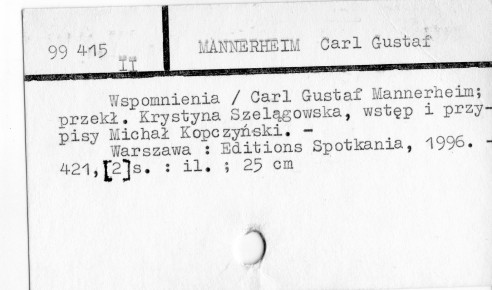 99 415 II MANNERHEIM Carl Gustaf
Wspomnienia / Carl Gustaf Mannerheim;
przekł. Krystyna Szelągowska, wstęp i przy-
pisy Michał Kopczyński. -
Warszawa : Editions Spotkania, 1996. -
421,[2]s. : il. ; 25 cm